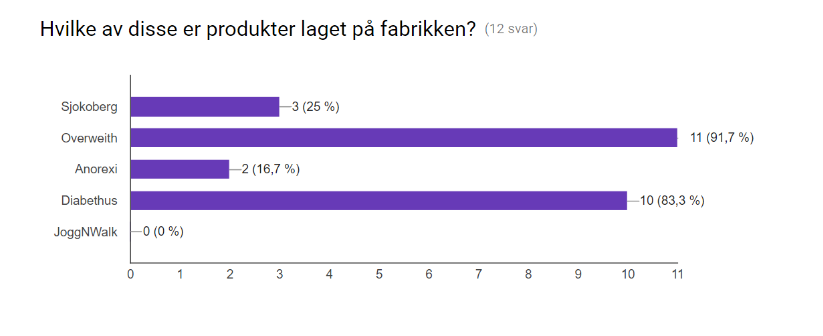 Hvilke av disse er produkter laget på fabrikken? (12 svar)
Sjokoberg 3 (25 %)
Overweith 11 (91,7 %)
Anorexi 2 (16,7 %)
Diabethus 10 (83,3 %)
JoggNWalk 0 (0 %)
0 1 2 3 4 5 6 7 8 9 10 11